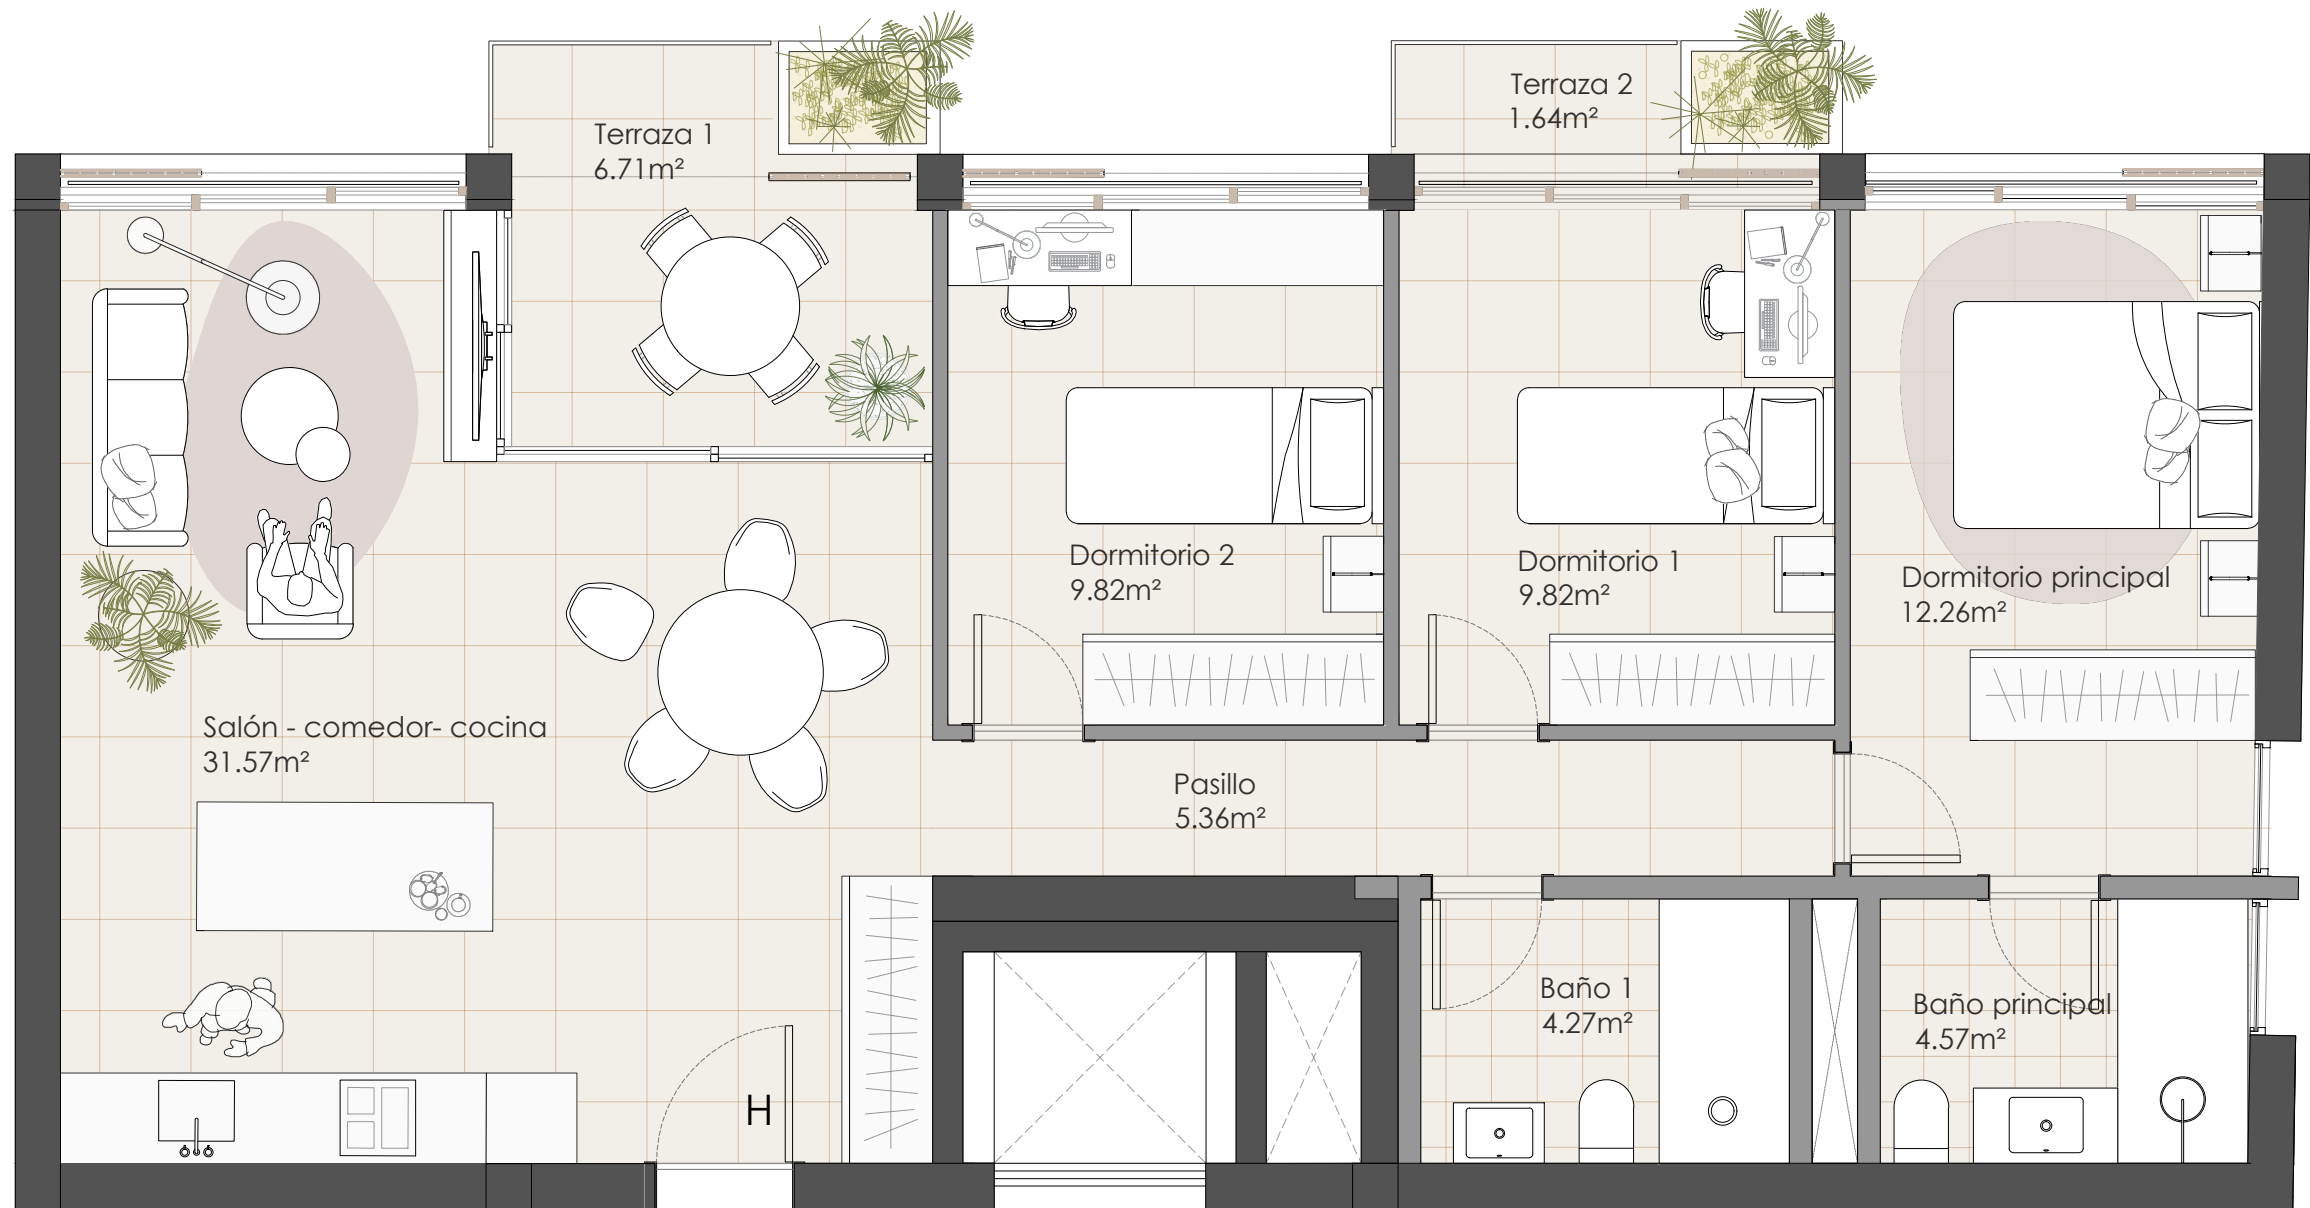 Terraza 1
6.71m²
Terraza 2
1.64m²
Dormitorio 2
9.82m²
Dormitorio 1
9.82m²
Dormitorio principal
12.26m²
Salón - comedor- cocina
31.57m²
Pasillo
5.36m²
Baño 1
4.27m²
Baño principal
4.57m²
H